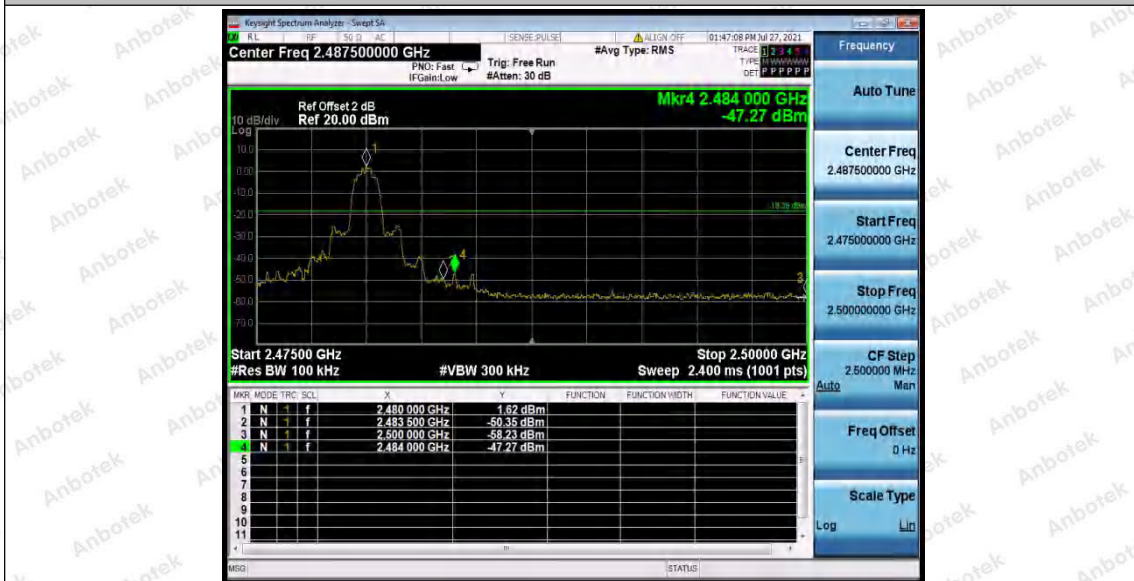 Keysight Spectrum Analyzer - Swept SA
RL RF 50 Ω AC SENSE:PULSE ALIGN OFF 01:47:08 PM Jul 27, 2021
Center Freq 2.487500000 GHz
#Avg Type: RMS
TRACE 1 2 3 4 5 6
PNO: Fast Trig: Free Run
TYPE M WWWWW
IFGain:Low #Atten: 30 dB
DET P P P P P P
Mkr4 2.484 000 GHz
-47.27 dBm
Ref Offset 2 dB
10 dB/div Ref 20.00 dBm
Log
10.0
0.00
-10.0
-20.0
-30.0
-40.0
-50.0
-60.0
-70.0
1
4
3
Start 2.47500 GHz Stop 2.50000 GHz
#Res BW 100 kHz #VBW 300 kHz Sweep 2.400 ms (1001 pts)
MKR MODE TRC SCL X Y FUNCTION FUNCTION WIDTH FUNCTION VALUE
1 N 1 f 2.480 000 GHz 1.62 dBm
2 N 1 f 2.483 500 GHz -50.35 dBm
3 N 1 f 2.500 000 GHz -58.23 dBm
4 N 1 f 2.484 000 GHz -47.27 dBm
5
6
7
8
9
10
11
MSG STATUS
Frequency
Auto Tune
Center Freq
2.487500000 GHz
Start Freq
2.475000000 GHz
Stop Freq
2.500000000 GHz
CF Step
2.500000 MHz
Auto Man
Freq Offset
0 Hz
Scale Type
Log Lin
Anbotek